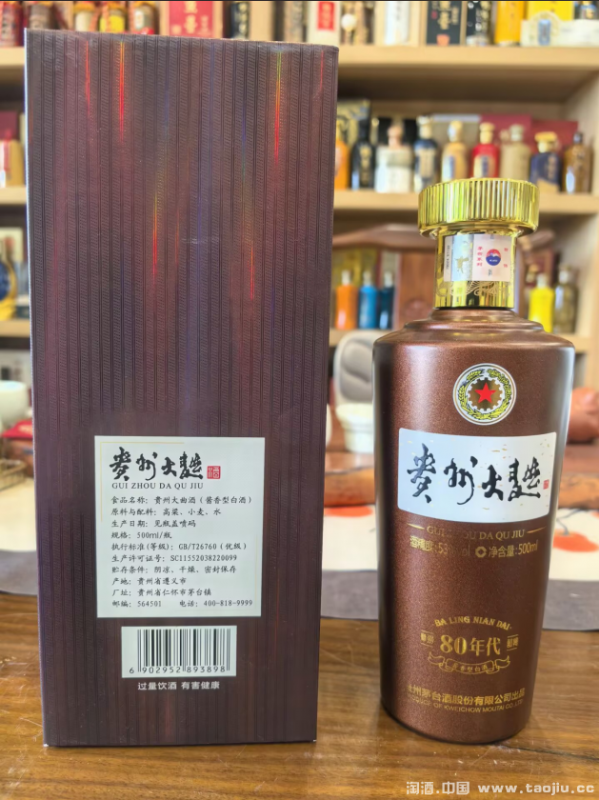 贵州大曲
GUI ZHOU DA QU JIU
食品名称: 贵州大曲酒 (酱香型白酒)
原料与配料: 高粱、小麦、水
生产日期: 见瓶盖喷码
规格: 500ml/瓶
执行标准(等级): GB/T26760 (优级)
生产许可证号: SC11552038220099
贮存条件: 阴凉、干燥、密封保存
产地: 贵州省遵义市
厂址: 贵州省仁怀市茅台镇
邮编: 564501 电话: 400-818-9999
6 902952 893898
过量饮酒 有害健康
贵州大曲
GUI ZHOU DA QU JIU
净含量: 500ml
BA LING NIAN DAI
80年代
州茅台酒股份有限公司出品
淘酒.中国 www.taojiu.cc